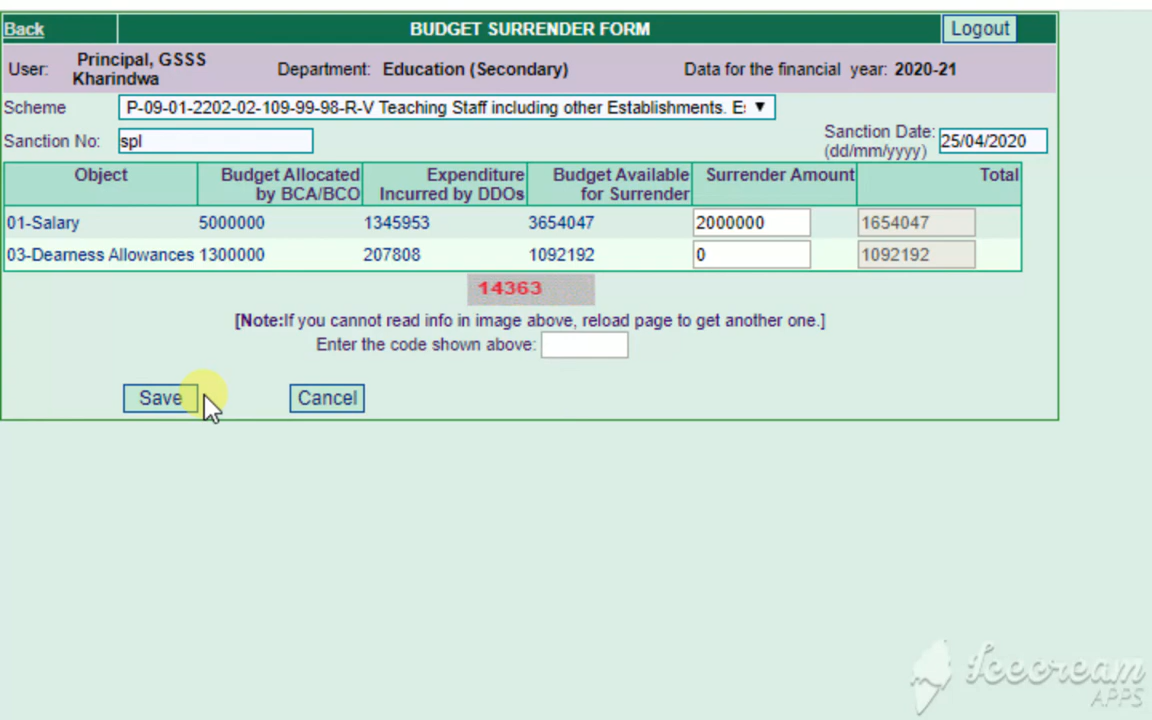 Back BUDGET SURRENDER FORM Logout
User: Principal, GSSS Kharindwa Department: Education (Secondary) Data for the financial year: 2020-21
Scheme P-09-01-2202-02-109-99-98-R-V Teaching Staff including other Establishments. E
Sanction No: spl Sanction Date: (dd/mm/yyyy) 25/04/2020
Object Budget Allocated by BCA/BCO Expenditure Incurred by DDOs Budget Available for Surrender Surrender Amount Total
01-Salary 5000000 1345953 3654047 2000000 1654047
03-Dearness Allowances 1300000 207808 1092192 0 1092192
14363
[Note:If you cannot read info in image above, reload page to get another one.]
Enter the code shown above:
Save Cancel
Icecream
APPS